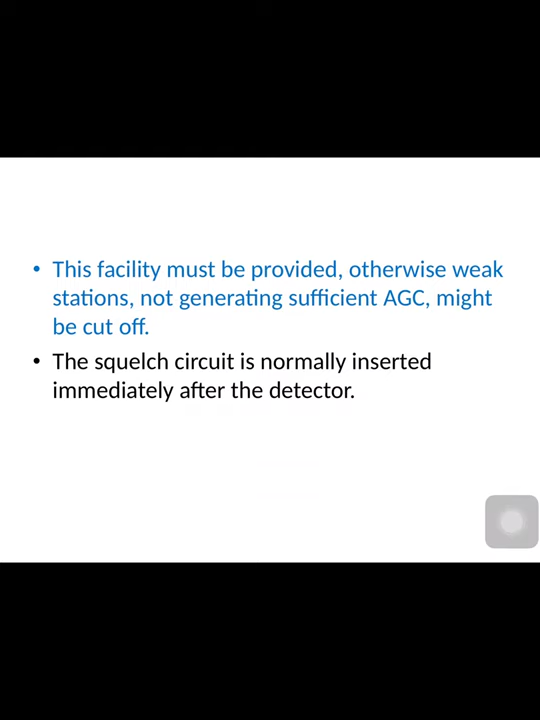 • This facility must be provided, otherwise weak
stations, not generating sufficient AGC, might
be cut off.
• The squelch circuit is normally inserted
immediately after the detector.